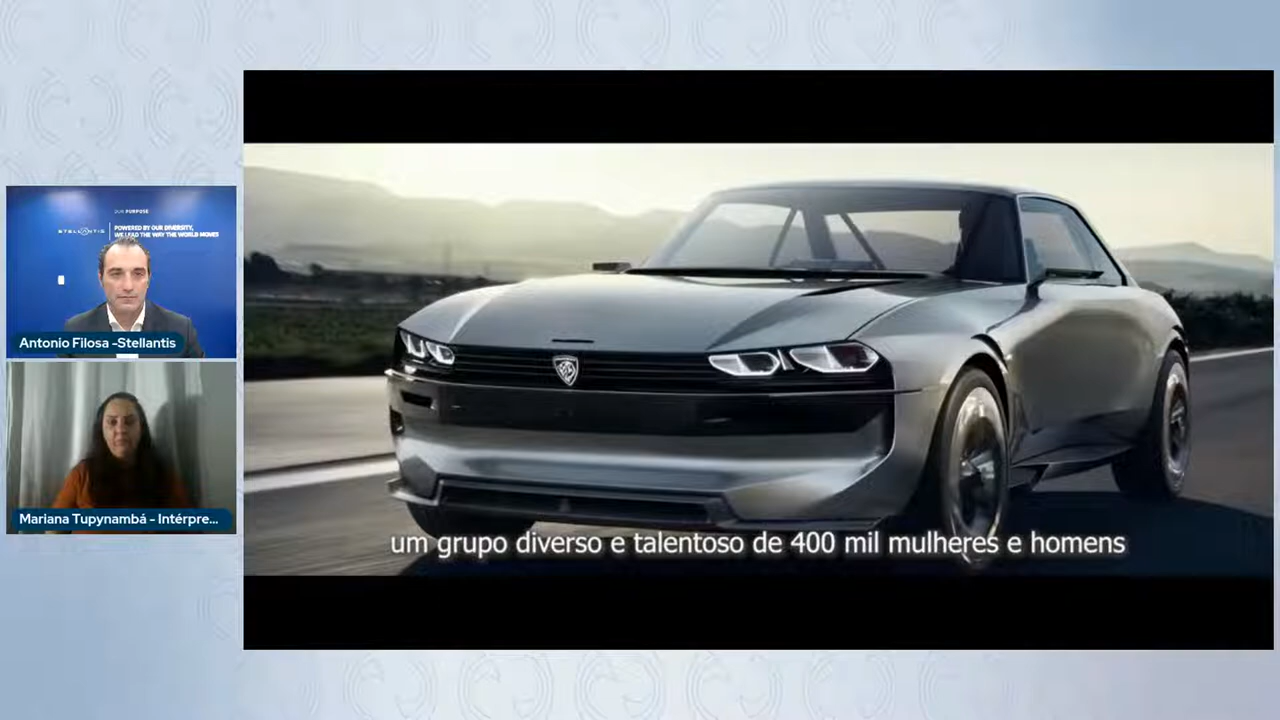 OUR PURPOSE
STELLANTIS
POWERED BY OUR DIVERSITY,
WE LEAD THE WAY THE WORLD MOVES
Antonio Filosa -Stellantis
Mariana Tupynambá - Intérpre...
um grupo diverso e talentoso de 400 mil mulheres e homens